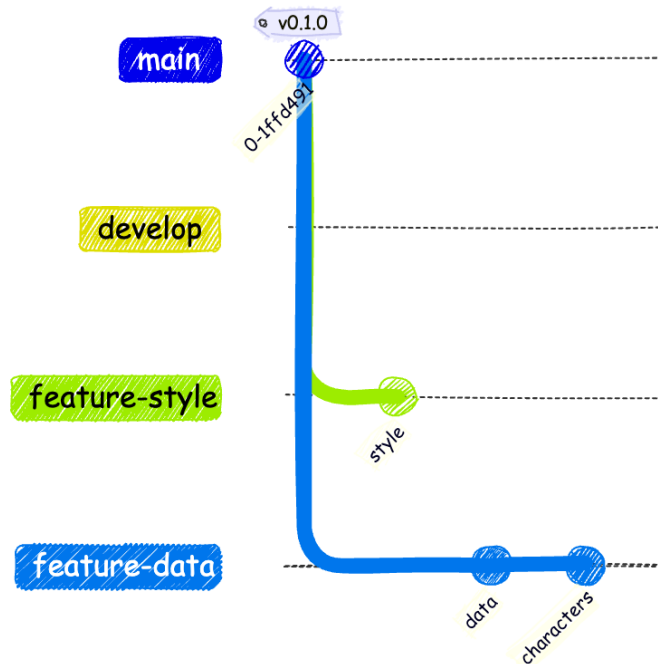 v0.1.0
main
0-1ffd491
develop
feature-style
style
feature-data
data
characters